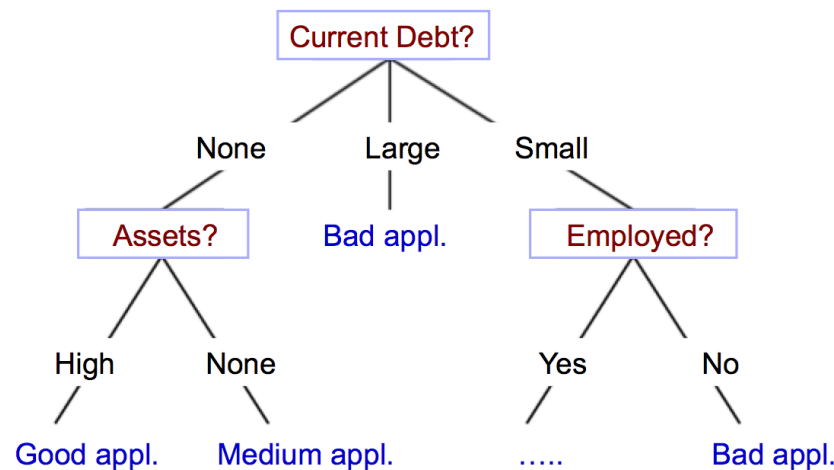 Current Debt?
None Large Small
Assets? Bad appl. Employed?
High None Yes No
Good appl. Medium appl. ..... Bad appl.